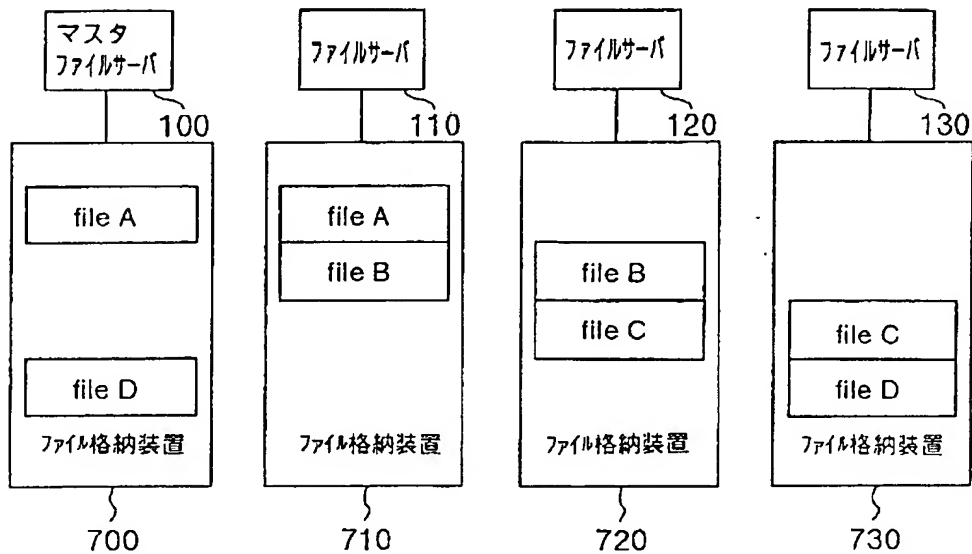 マスタ
ファイルサーバ
100
ファイルサーバ
110
ファイルサーバ
120
ファイルサーバ
130
file A
file D
ファイル格納装置
700
file A
file B
ファイル格納装置
710
file B
file C
ファイル格納装置
720
file C
file D
ファイル格納装置
730